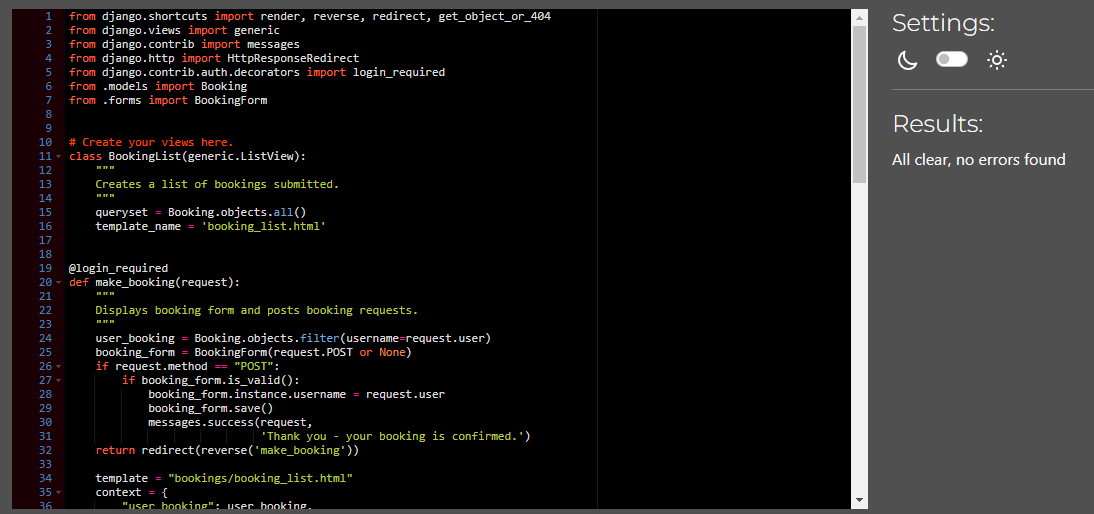 1 from django.shortcuts import render, reverse, redirect, get_object_or_404
2 from django.views import generic
3 from django.contrib import messages
4 from django.http import HttpResponseRedirect
5 from django.contrib.auth.decorators import login_required
6 from .models import Booking
7 from .forms import BookingForm
8
9
10 # Create your views here.
11 class BookingList(generic.ListView):
12     """
13     Creates a list of bookings submitted.
14     """
15     queryset = Booking.objects.all()
16     template_name = 'booking_list.html'
17
18
19 @login_required
20 def make_booking(request):
21     """
22     Displays booking form and posts booking requests.
23     """
24     user_booking = Booking.objects.filter(username=request.user)
25     booking_form = BookingForm(request.POST or None)
26     if request.method == "POST":
27         if booking_form.is_valid():
28             booking_form.instance.username = request.user
29             booking_form.save()
30             messages.success(request,
31                              'Thank you - your booking is confirmed.')
32     return redirect(reverse('make_booking'))
33
34     template = "bookings/booking_list.html"
35     context = {
36         "user_booking": user_booking,
Settings:
Results:
All clear, no errors found